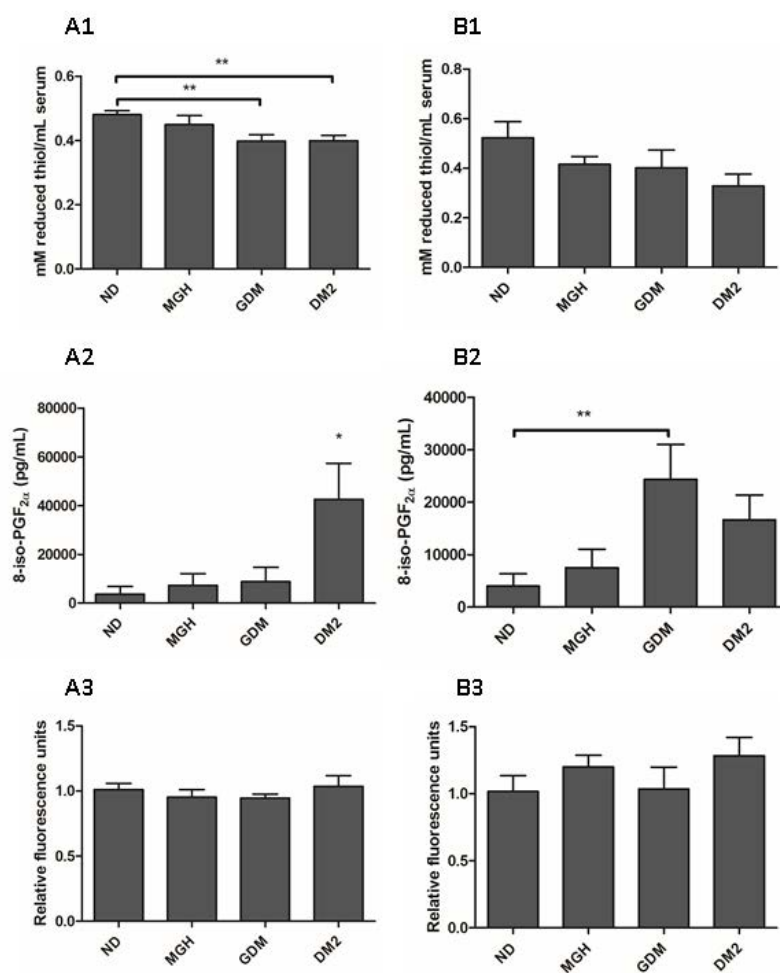 A1
B1
mM reduced thiol/mL serum
0.6
0.4
0.2
0.0
**
**
ND
MGH
GDM
DM2
mM reduced thiol/mL serum
0.8
0.6
0.4
0.2
0.0
ND
MGH
GDM
DM2
A2
B2
8-iso-PGF2α (pg/mL)
80000
60000
40000
20000
0
*
ND
MGH
GDM
DM2
8-iso-PGF2α (pg/mL)
40000
30000
20000
10000
0
**
ND
MGH
GDM
DM2
A3
B3
Relative fluorescence units
1.5
1.0
0.5
0.0
ND
MGH
GDM
DM2
Relative fluorescence units
1.5
1.0
0.5
0.0
ND
MGH
GDM
DM2